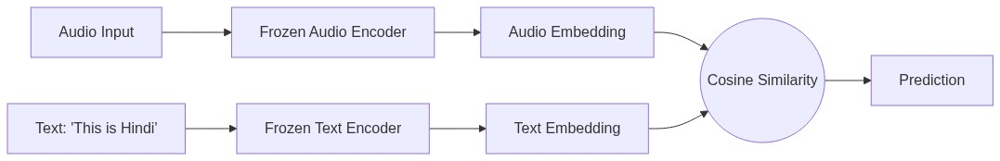 Audio Input
Frozen Audio Encoder
Audio Embedding
Cosine Similarity
Prediction
Text: 'This is Hindi'
Frozen Text Encoder
Text Embedding